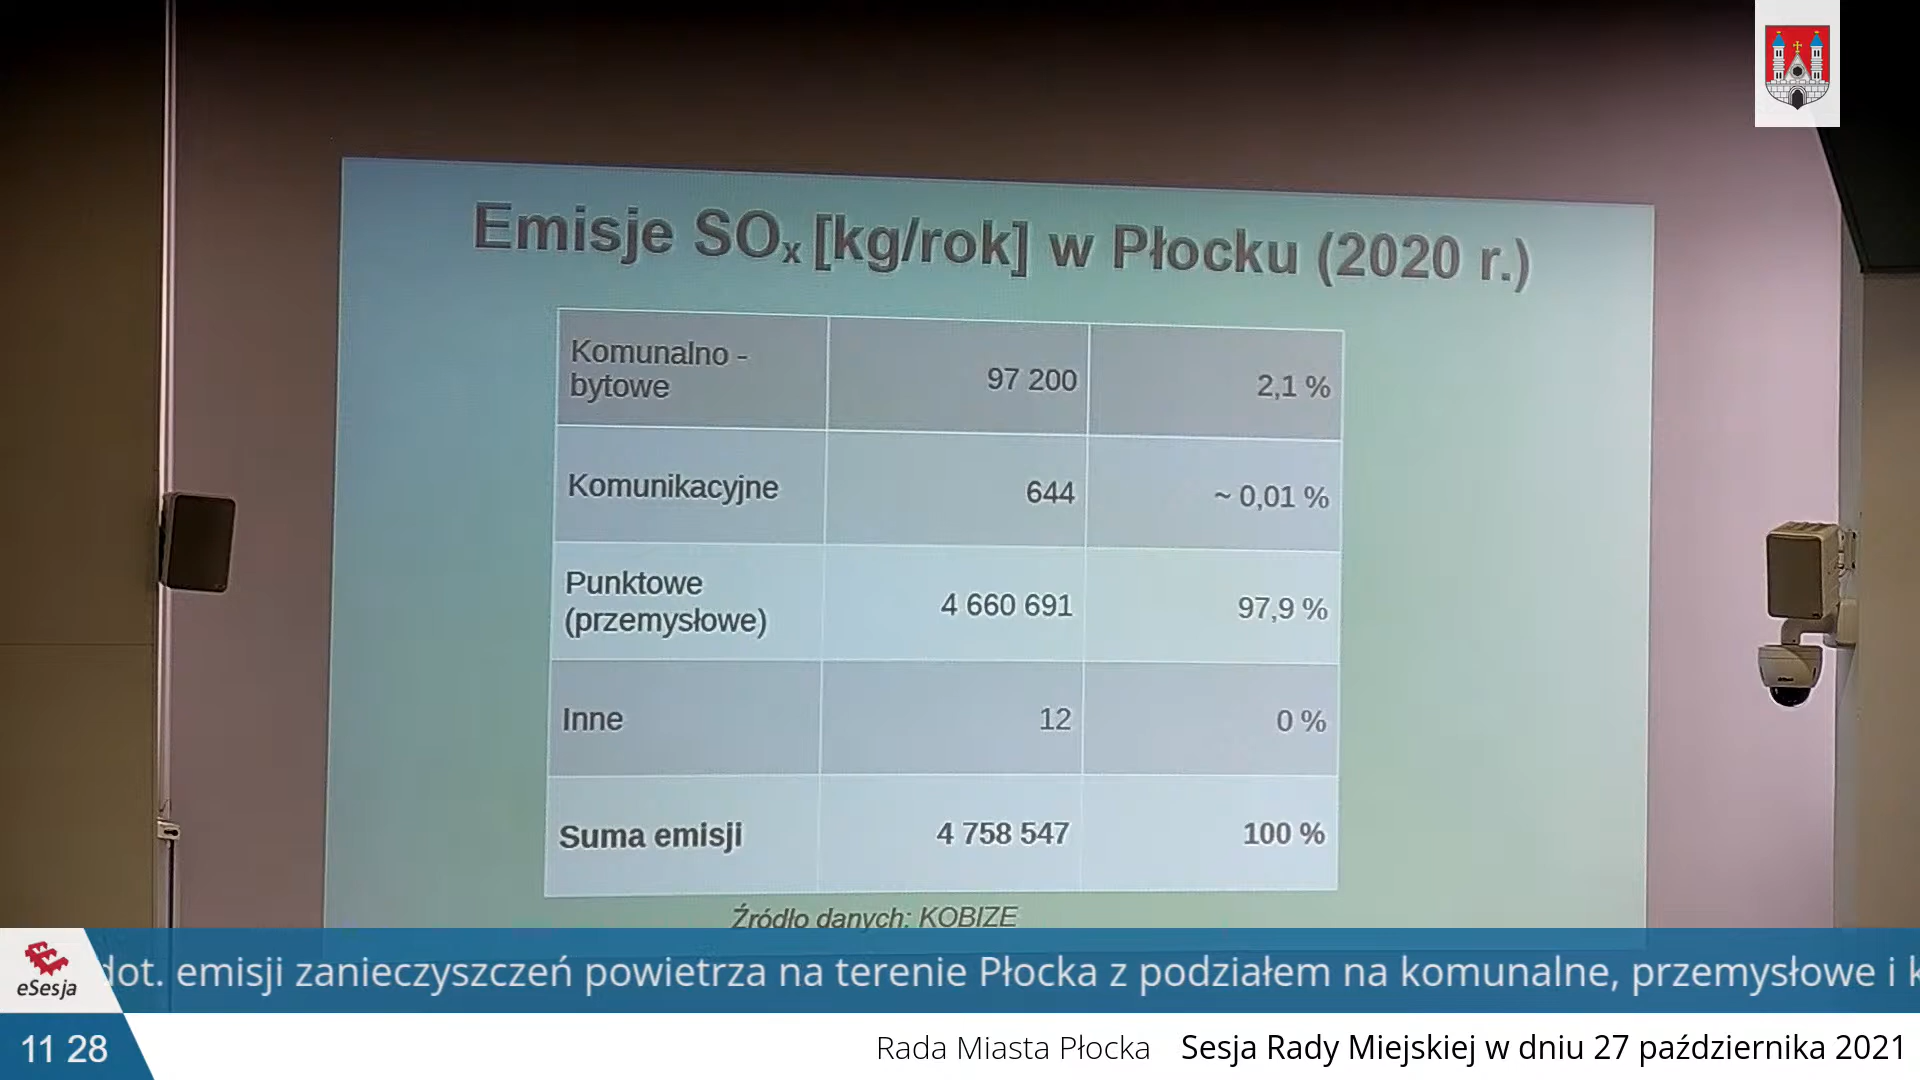 Emisje SOx [kg/rok] w Płocku (2020 r.)
Komunalno -
bytowe
97 200
2,1 %
Komunikacyjne
644
~ 0,01 %
Punktowe
(przemysłowe)
4 660 691
97,9 %
Inne
12
0 %
Suma emisji
4 758 547
100 %
Źródło danych: KOBIZE
eSesja
dot. emisji zanieczyszczeń powietrza na terenie Płocka z podziałem na komunalne, przemysłowe i k
11 28
Rada Miasta Płocka Sesja Rady Miejskiej w dniu 27 października 2021